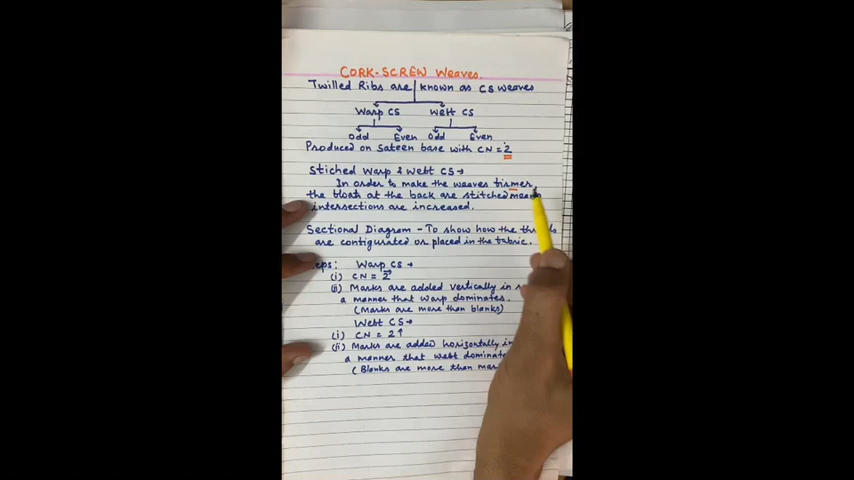 CORK-SCREW Weaves.
Twilled Ribs are known as CS weaves
Warp CS Weft CS
Odd Even Odd Even
Produced on Sateen base with CN = 2
Stiched Warp & Weft CS →
In order to make the weaves firmer,
the float at the back are stitched means
intersections are increased.
Sectional Diagram - To show how the threads
are configurated or placed in the fabric.
Warp CS →
(i) CN = 2
(ii) Marks are added vertically in
a manner that warp dominates.
(Marks are more than blanks)
Weft CS →
(i) CN = 2↑
(ii) Marks are added horizontally in
a manner that weft dominate
(Blanks are more than